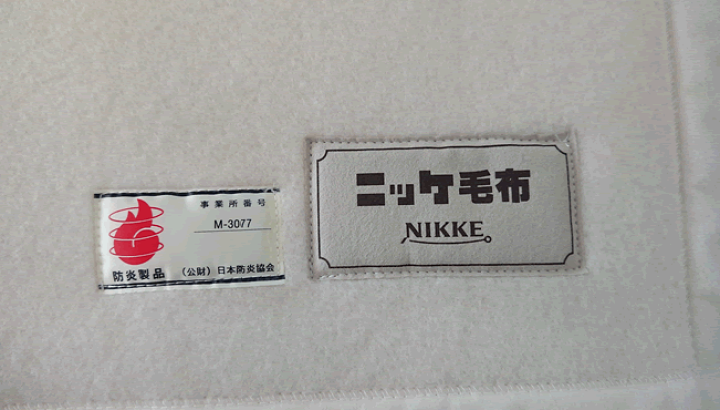 事業所番号
M-3077
防炎製品 (公財)日本防炎協会
ニッケ毛布
NIKKE